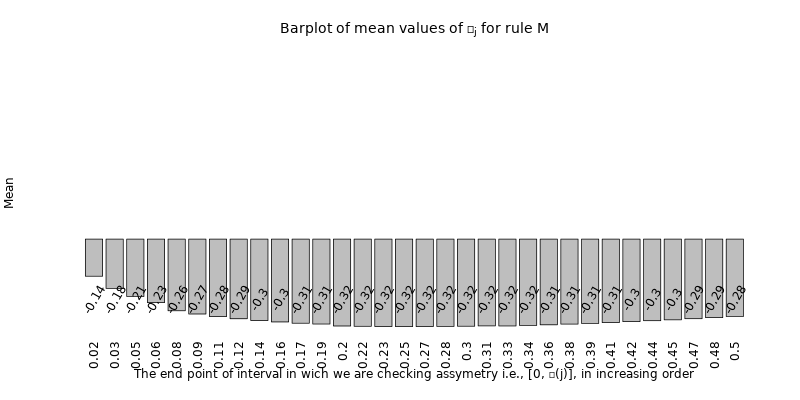 Barplot of mean values of □j for rule M
Mean
-0.14 -0.18 -0.21 -0.23 -0.26 -0.27 -0.28 -0.29 -0.3 -0.3 -0.31 -0.31 -0.32 -0.32 -0.32 -0.32 -0.32 -0.32 -0.32 -0.32 -0.32 -0.32 -0.31 -0.31 -0.31 -0.31 -0.3 -0.3 -0.3 -0.29 -0.29 -0.28
0.02 0.03 0.05 0.06 0.08 0.09 0.11 0.12 0.14 0.16 0.17 0.19 0.2 0.22 0.23 0.25 0.27 0.28 0.3 0.31 0.33 0.34 0.36 0.38 0.39 0.41 0.42 0.44 0.45 0.47 0.48 0.5
The end point of interval in wich we are checking assymetry i.e., [0, □(j)], in increasing order